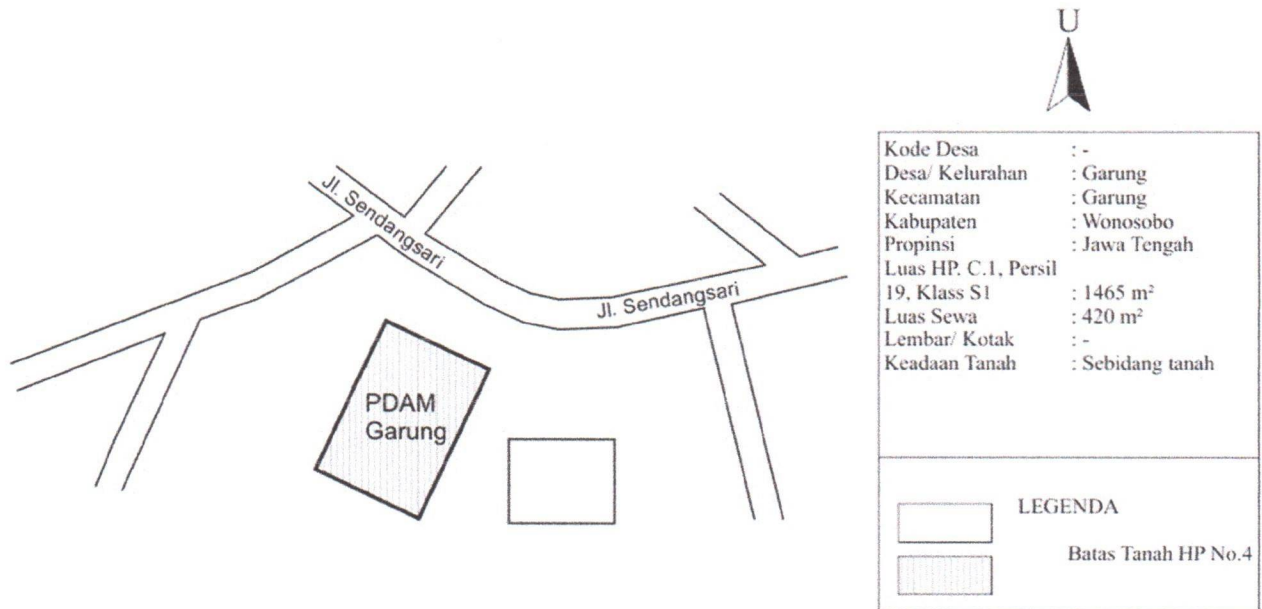 U
Jl. Sendangsari
Jl. Sendangsari
PDAM
Garung
Kode Desa : -
Desa/ Kelurahan : Garung
Kecamatan : Garung
Kabupaten : Wonosobo
Propinsi : Jawa Tengah
Luas HP. C.1, Persil
19, Klass S1 : 1465 m²
Luas Sewa : 420 m²
Lembar/ Kotak : -
Keadaan Tanah : Sebidang tanah
LEGENDA
Batas Tanah HP No.4